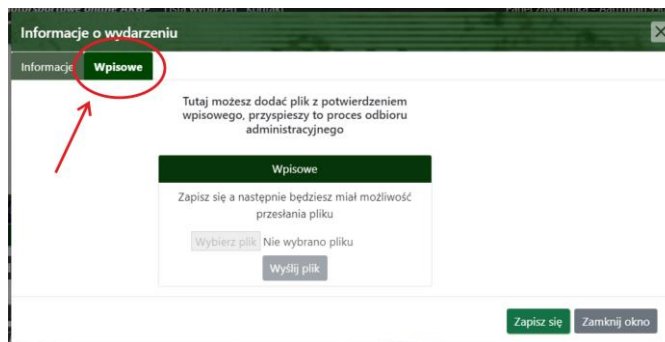 Informacje o wydarzeniu
Informacje Wpisowe
Tutaj możesz dodać plik z potwierdzeniem
wpisowego, przyspieszy to proces odbioru
administracyjnego
Wpisowe
Zapisz się a następnie będziesz miał możliwość
przesłania pliku
Wybierz plik Nie wybrano pliku
Wyślij plik
Zapisz się Zamknij okno